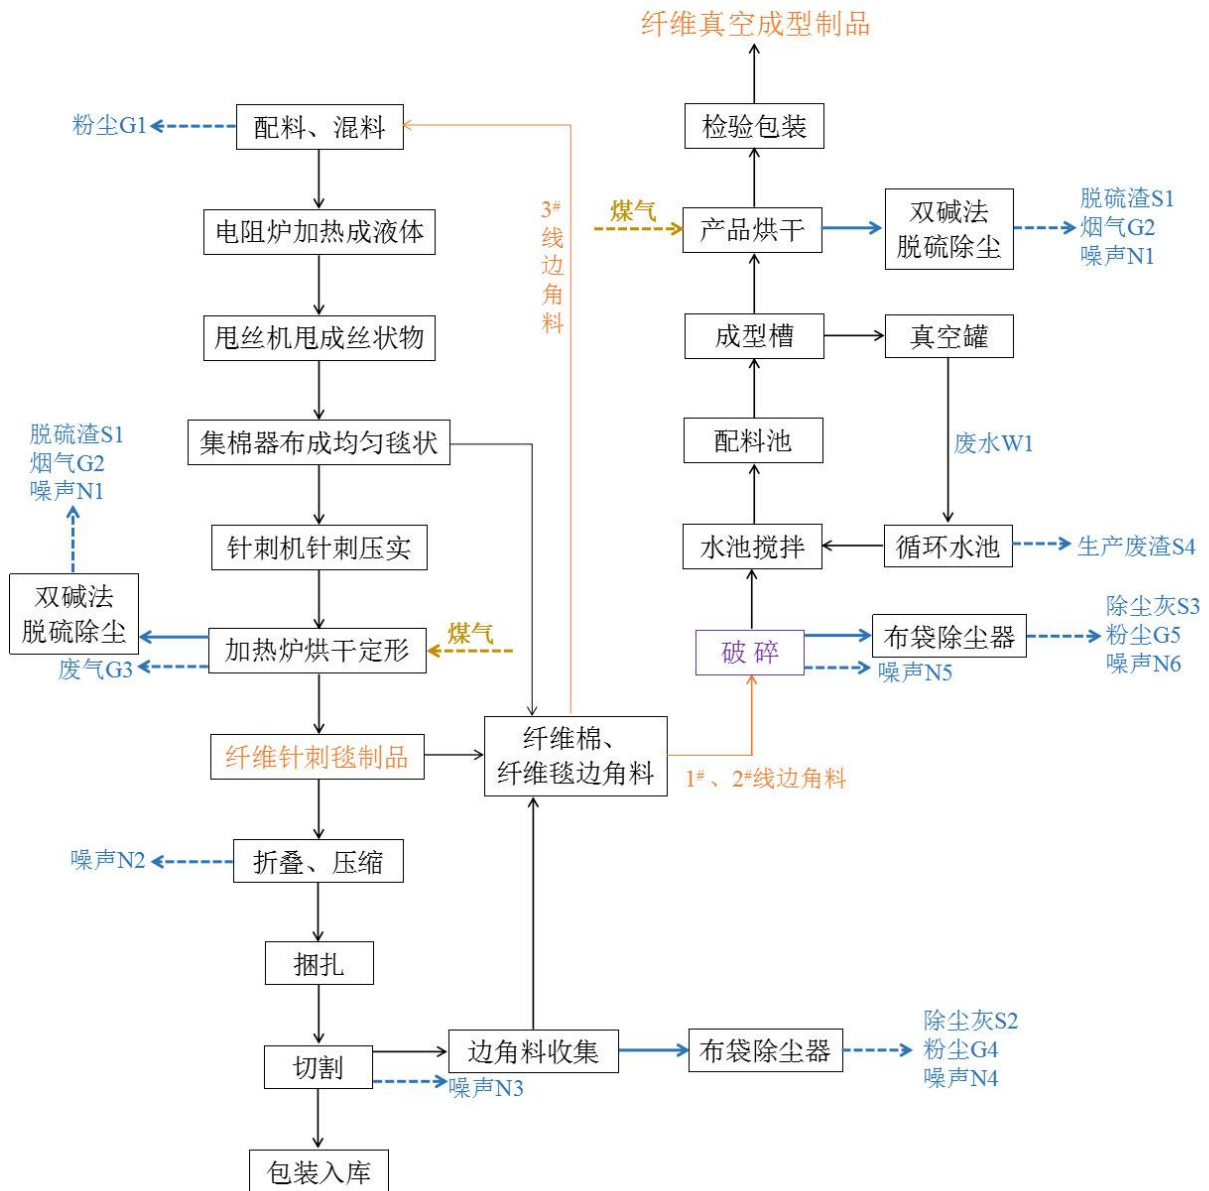 纤维真空成型制品
粉尘G1
配料、混料
检验包装
3#线边角料
煤气
电阻炉加热成液体
产品烘干
双碱法
脱硫除尘
脱硫渣S1
烟气G2
噪声N1
甩丝机甩成丝状物
成型槽
真空罐
脱硫渣S1
烟气G2
噪声N1
集棉器布成均匀毯状
配料池
废水W1
针刺机针刺压实
水池搅拌
循环水池
生产废渣S4
双碱法
脱硫除尘
废气G3
加热炉烘干定形
煤气
破碎
噪声N5
布袋除尘器
除尘灰S3
粉尘G5
噪声N6
纤维针刺毯制品
纤维棉、
纤维毯边角料
1#、2#线边角料
噪声N2
折叠、压缩
捆扎
切割
噪声N3
边角料收集
布袋除尘器
除尘灰S2
粉尘G4
噪声N4
包装入库